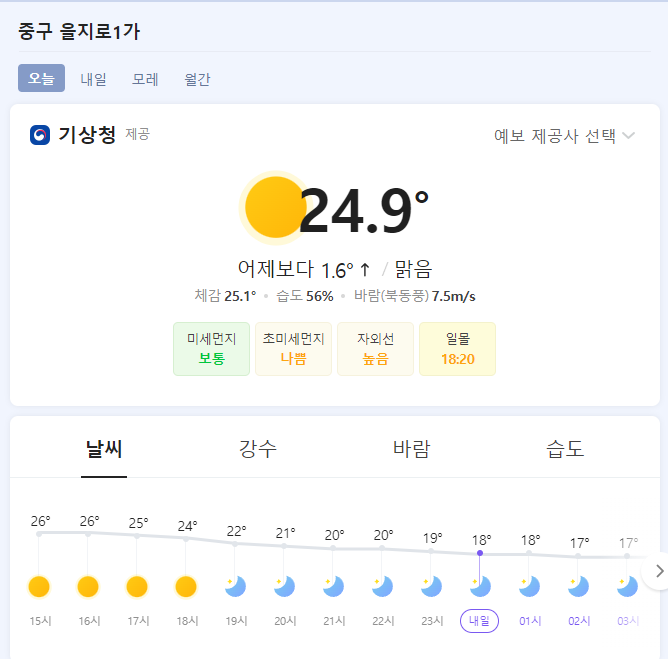 중구 을지로1가
오늘 내일 모레 월간
기상청 제공 예보 제공사 선택
24.9°
어제보다 1.6° ↑ / 맑음
체감 25.1° • 습도 56% • 바람(북동풍) 7.5m/s
미세먼지 초미세먼지 자외선 일몰
보통 나쁨 높음 18:20
날씨 강수 바람 습도
26° 26° 25° 24° 22° 21° 20° 20° 19° 18° 18° 17° 17°
15시 16시 17시 18시 19시 20시 21시 22시 23시 내일 01시 02시 03시